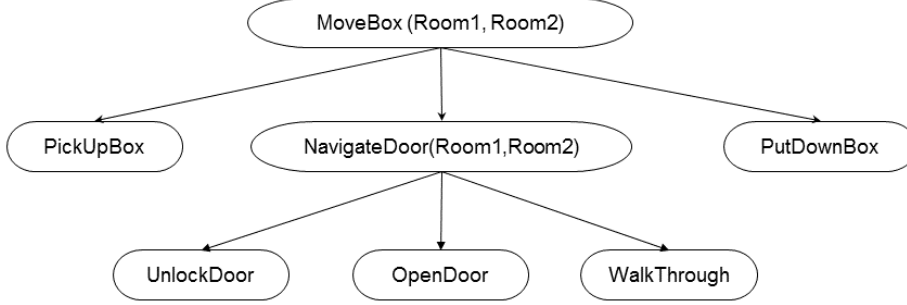 MoveBox (Room1, Room2)
PickUpBox
NavigateDoor(Room1,Room2)
PutDownBox
UnlockDoor
OpenDoor
WalkThrough